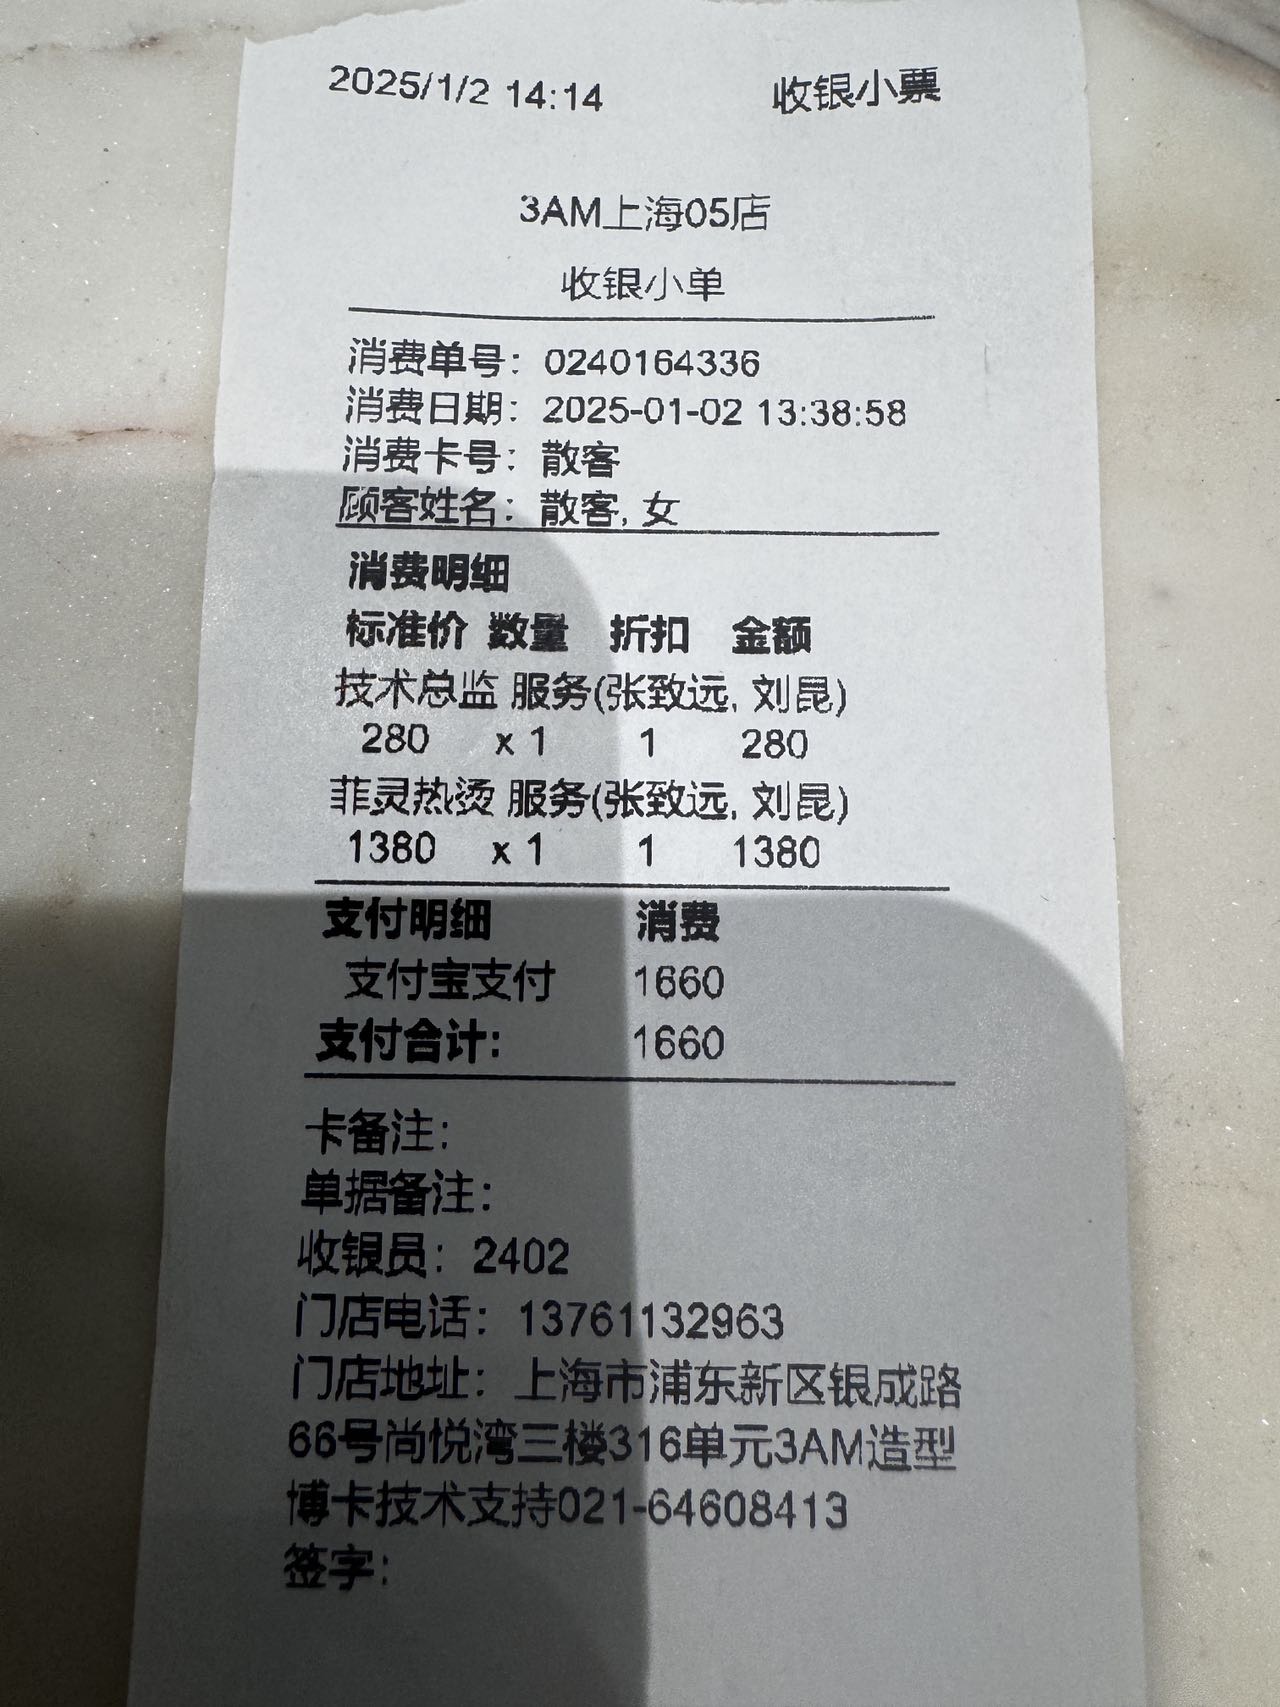 2025/1/2 14:14 收银小票
3AM上海05店
收银小单
消费单号：0240164336
消费日期：2025-01-02 13:38:58
消费卡号：散客
顾客姓名：散客, 女
消费明细
标准价 数量 折扣 金额
技术总监 服务(张致远, 刘昆)
280 x 1 1 280
菲灵热烫 服务(张致远, 刘昆)
1380 x 1 1 1380
支付明细 消费
支付宝支付 1660
支付合计: 1660
卡备注:
单据备注:
收银员：2402
门店电话：13761132963
门店地址：上海市浦东新区银成路
66号尚悦湾三楼316单元3AM造型
博卡技术支持021-64608413
签字: